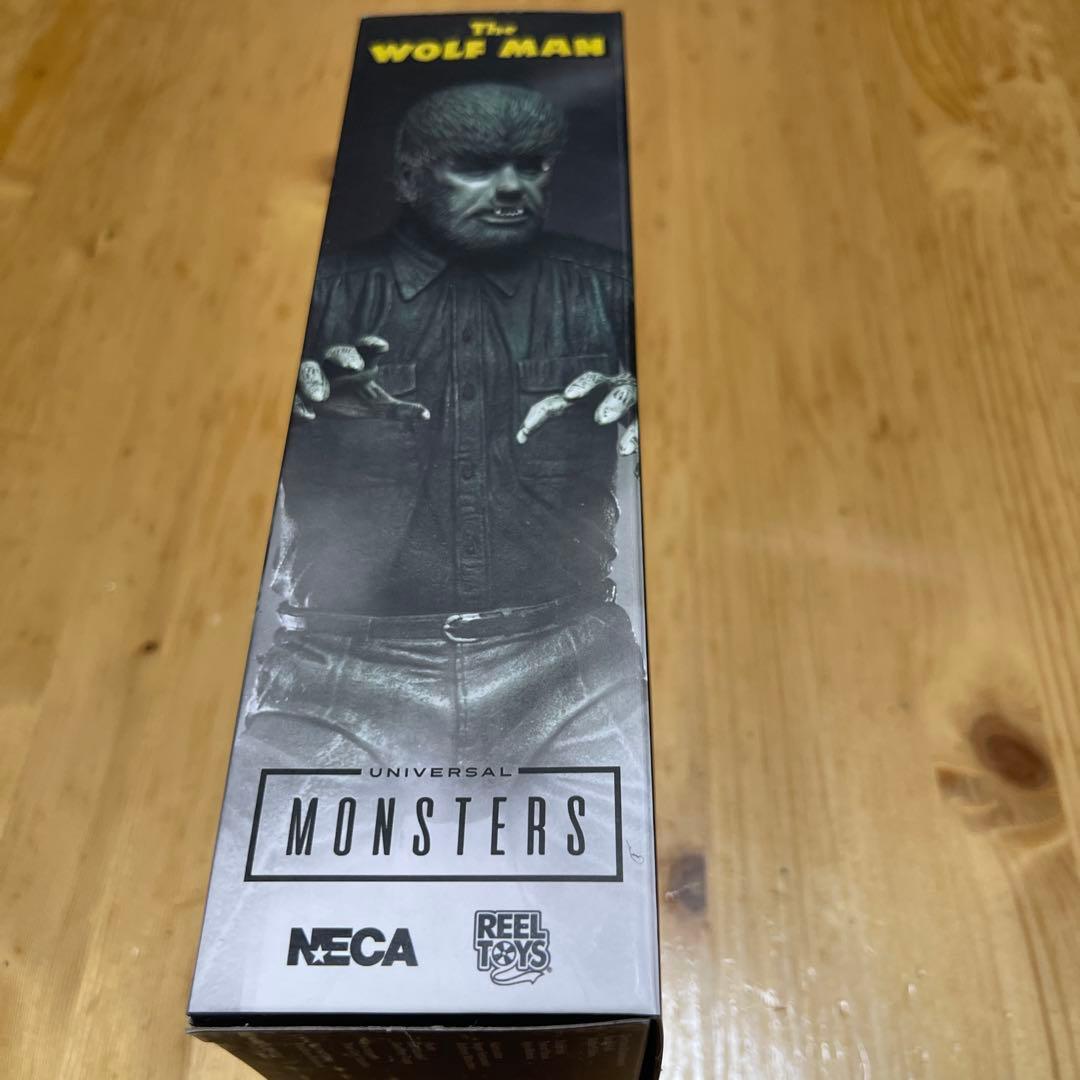 The
WOLF MAN
UNIVERSAL
MONSTERS
NECA
REEL
TOYS